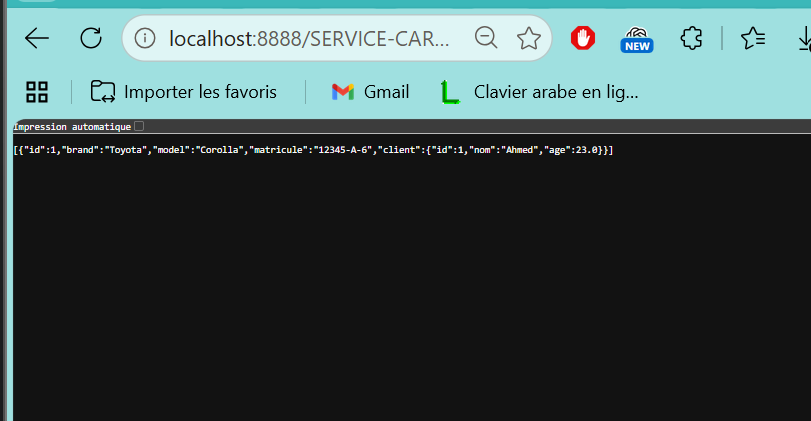 localhost:8888/SERVICE-CAR...
NEW
Importer les favoris
Gmail
Clavier arabe en lig...
Impression automatique
[{"id":1,"brand":"Toyota","model":"Corolla","matricule":"12345-A-6","client":{"id":1,"nom":"Ahmed","age":23.0}}]